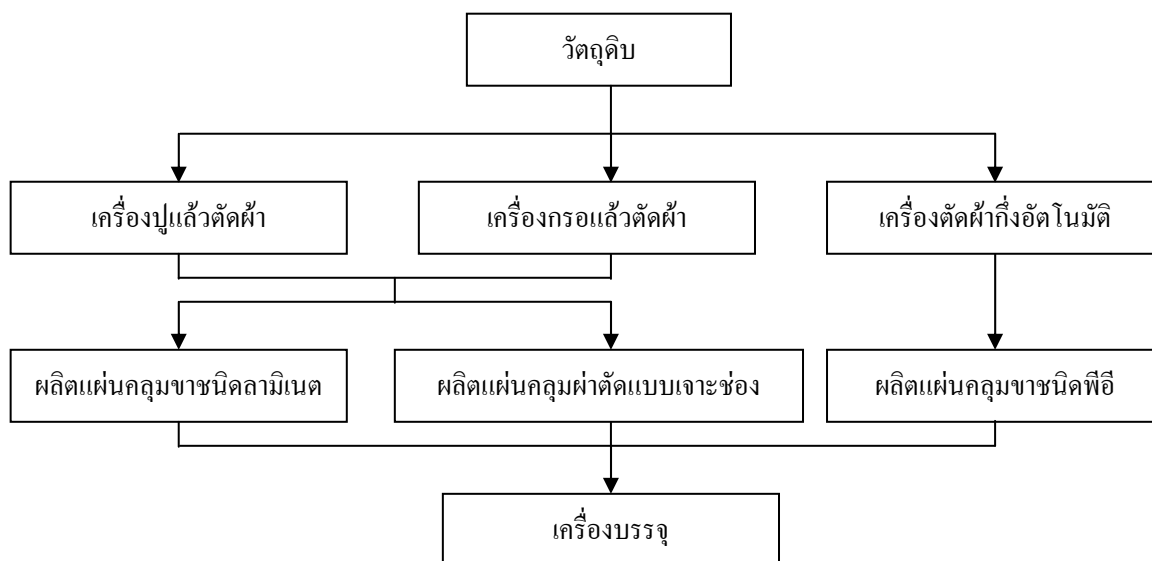 วัตถุดิบ
เครื่องปูแล้วตัดผ้า
เครื่องกรอแล้วตัดผ้า
เครื่องตัดผ้ากึ่งอัตโนมัติ
ผลิตแผ่นคลุมขาชนิดลามิเนต
ผลิตแผ่นคลุมผ่าตัดแบบเจาะช่อง
ผลิตแผ่นคลุมขาชนิดพีอี
เครื่องบรรจุ